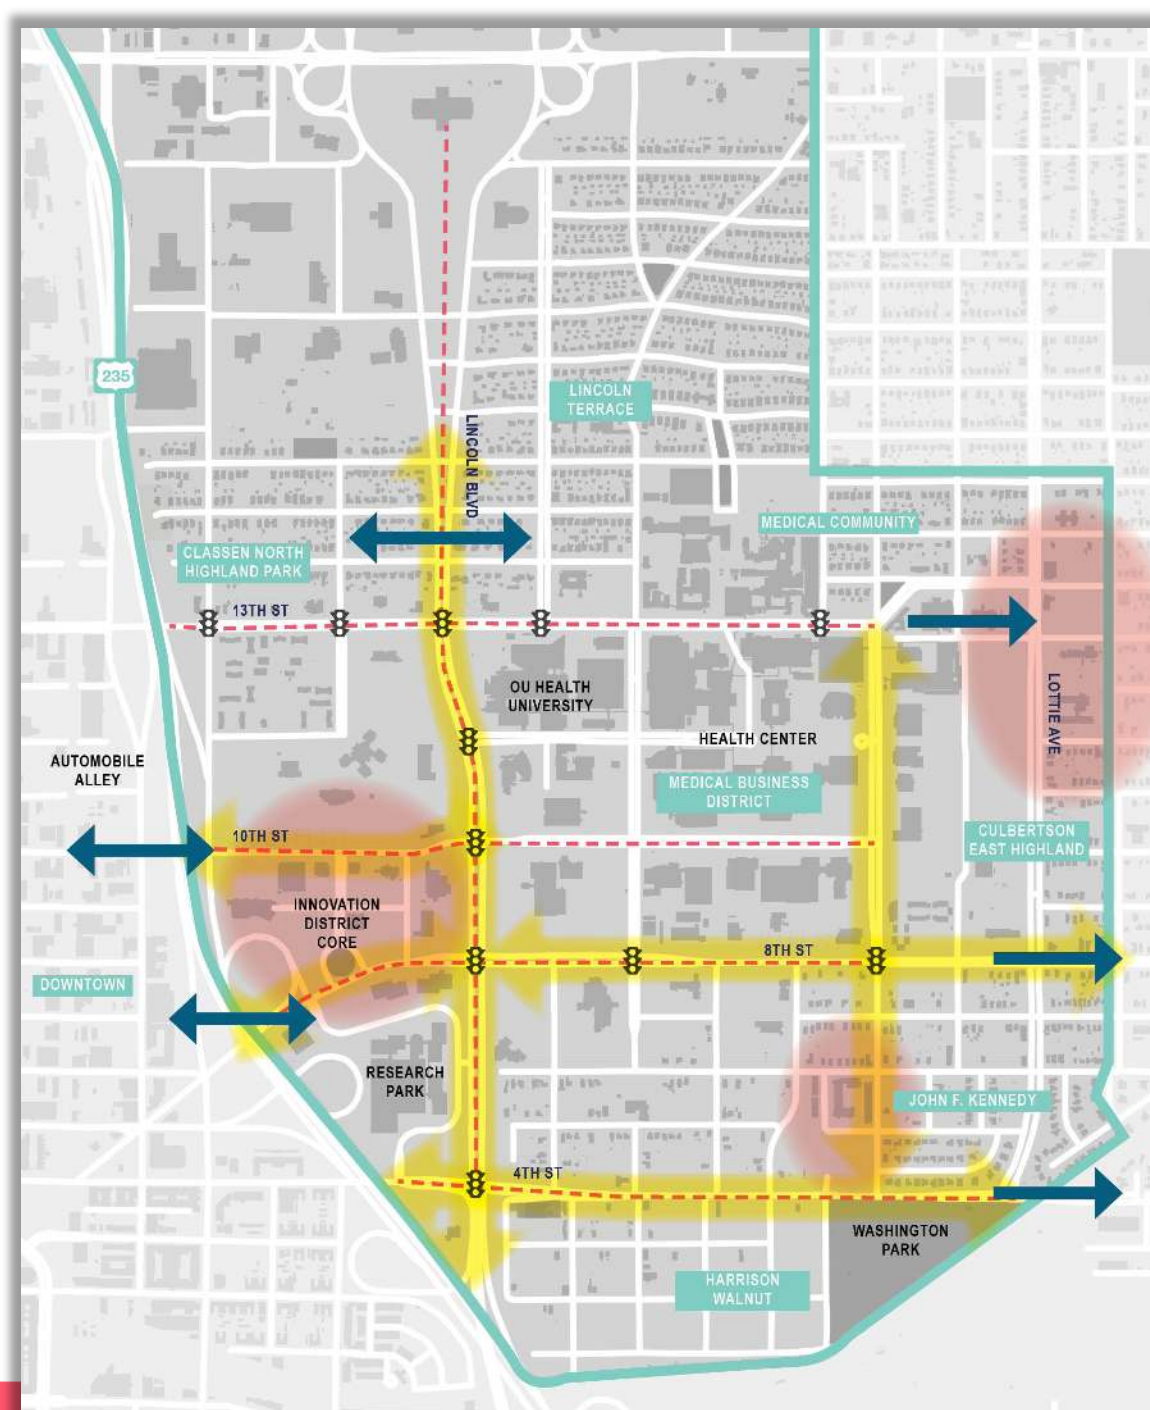 235
LINCOLN
TERRACE
LINCOLN BLVD
MEDICAL COMMUNITY
CLASSEN NORTH
HIGHLAND PARK
13TH ST
OU HEALTH
UNIVERSITY
LOTTIE AVE
HEALTH CENTER
AUTOMOBILE
ALLEY
MEDICAL BUSINESS
DISTRICT
10TH ST
CULBERTSON
EAST HIGHLAND
INNOVATION
DISTRICT
CORE
8TH ST
DOWNTOWN
RESEARCH
PARK
JOHN F. KENNEDY
4TH ST
WASHINGTON
PARK
HARRISON
WALNUT